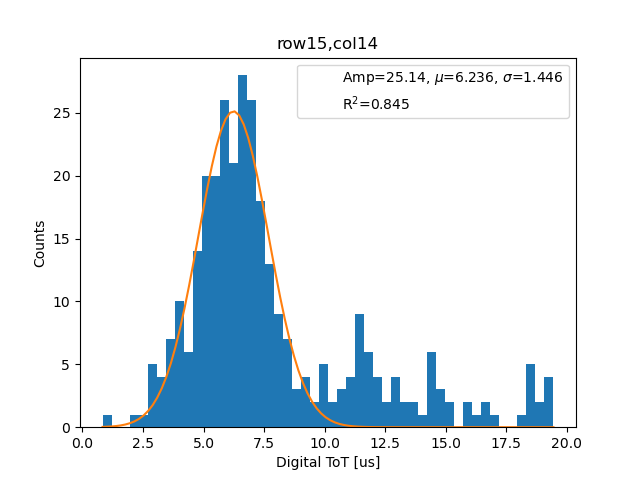 row15,col14
Amp=25.14, μ=6.236, σ=1.446
R²=0.845
Counts
25
20
15
10
5
0
0.0 2.5 5.0 7.5 10.0 12.5 15.0 17.5 20.0
Digital ToT [us]